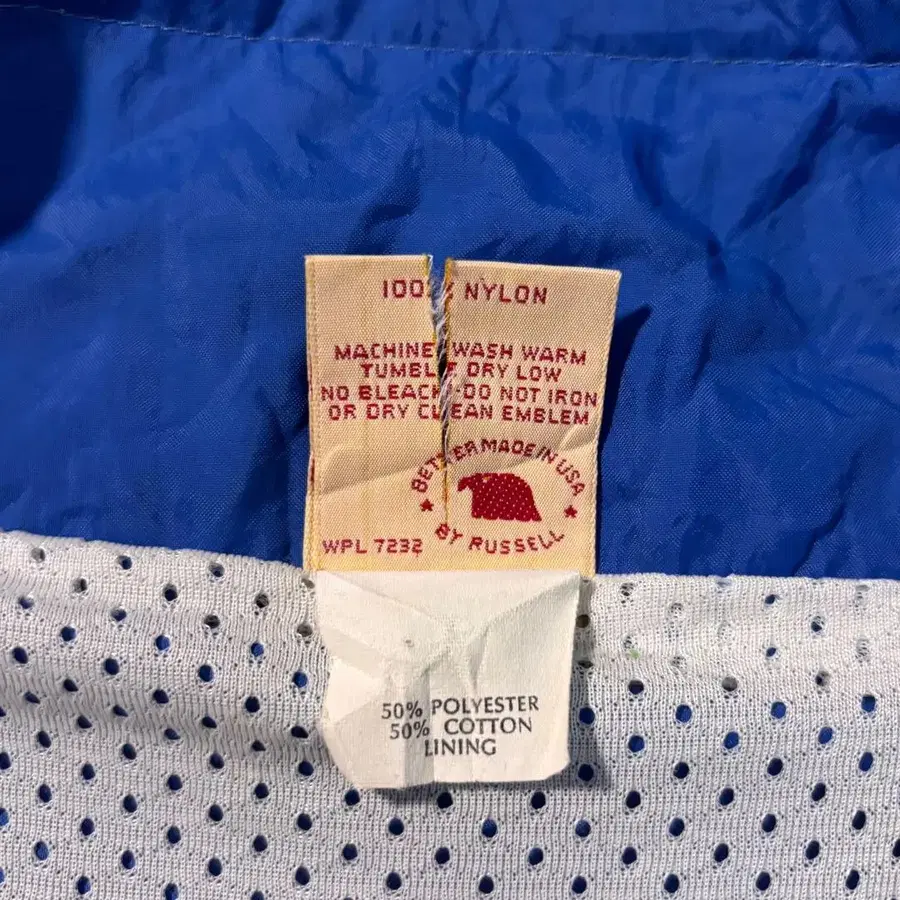 100% NYLON
MACHINE WASH WARM
TUMBLE DRY LOW
NO BLEACH-DO NOT IRON
OR DRY CLEAN EMBLEM
BETTER MADE IN USA
BY RUSSELL
WPL 7232
50% POLYESTER
50% COTTON
LINING